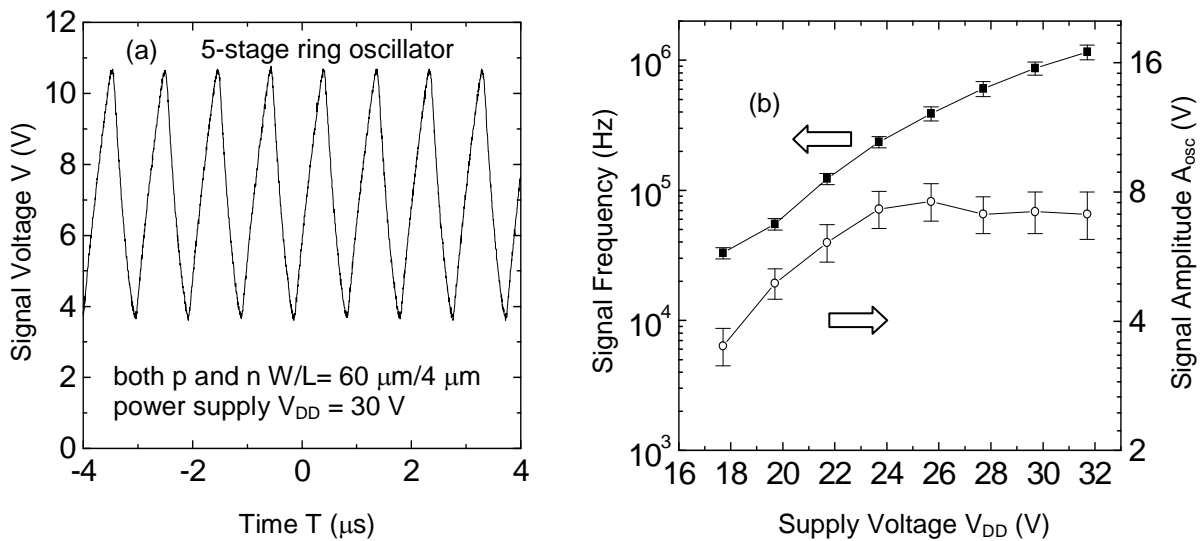 (a) 5-stage ring oscillator
12
10
8
6
4
2
0
Signal Voltage V (V)
both p and n W/L= 60 μm/4 μm
power supply V_DD = 30 V
-4 -2 0 2 4
Time T (μs)
(b)
10^6
10^5
10^4
10^3
Signal Frequency (Hz)
16
8
4
2
Signal Amplitude A_osc (V)
16 18 20 22 24 26 28 30 32
Supply Voltage V_DD (V)